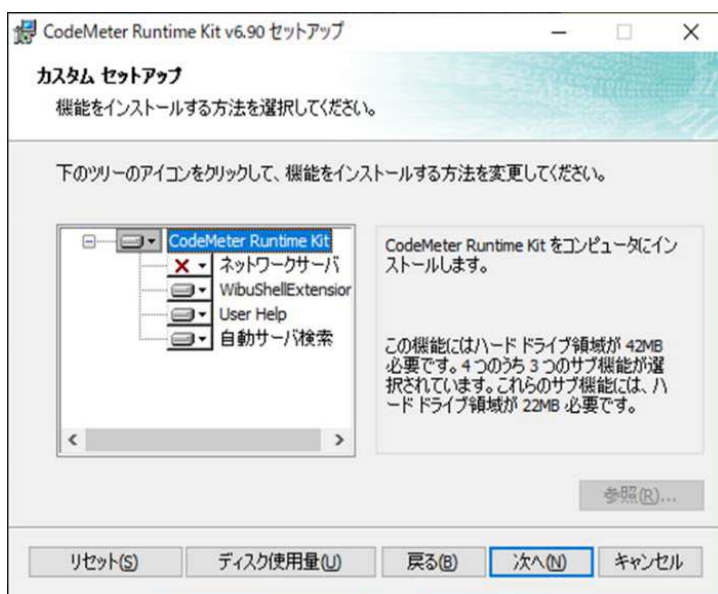 CodeMeter Runtime Kit v6.90 セットアップ
カスタム セットアップ
機能をインストールする方法を選択してください。
下のツリーのアイコンをクリックして、機能をインストールする方法を変更してください。
CodeMeter Runtime Kit
ネットワークサーバ
WibuShellExtensior
User Help
自動サーバ検索
CodeMeter Runtime Kit をコンピュータにイン
ストールします。
この機能にはハード ドライブ領域が 42MB
必要です。4 つのうち 3 つのサブ機能が選
択されています。これらのサブ機能には、ハ
ード ドライブ領域が 22MB 必要です。
参照(R)...
リセット(S)
ディスク使用量(U)
戻る(B)
次へ(N)
キャンセル